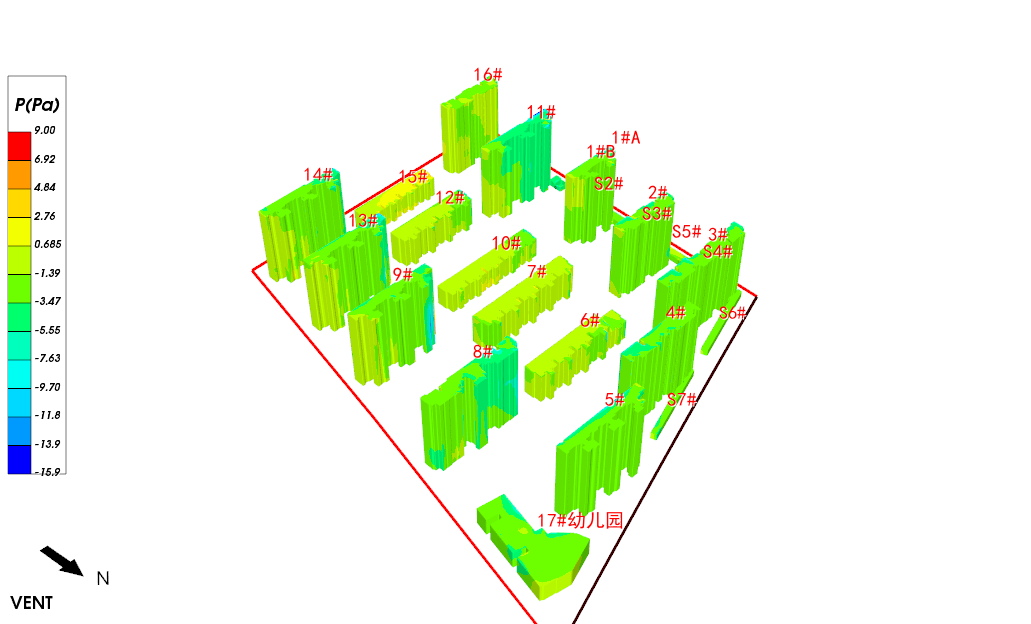 P(Pa)
9.00
6.92
4.84
2.76
0.685
-1.39
-3.47
-5.55
-7.63
-9.70
-11.8
-13.9
-15.9
16#
11#
1#A
1#B
14#
15#
S2#
12#
2#
13#
S3#
S5#
3#
10#
S4#
9#
7#
6#
4#
S6#
8#
5#
S7#
17#幼儿园
N
VENT